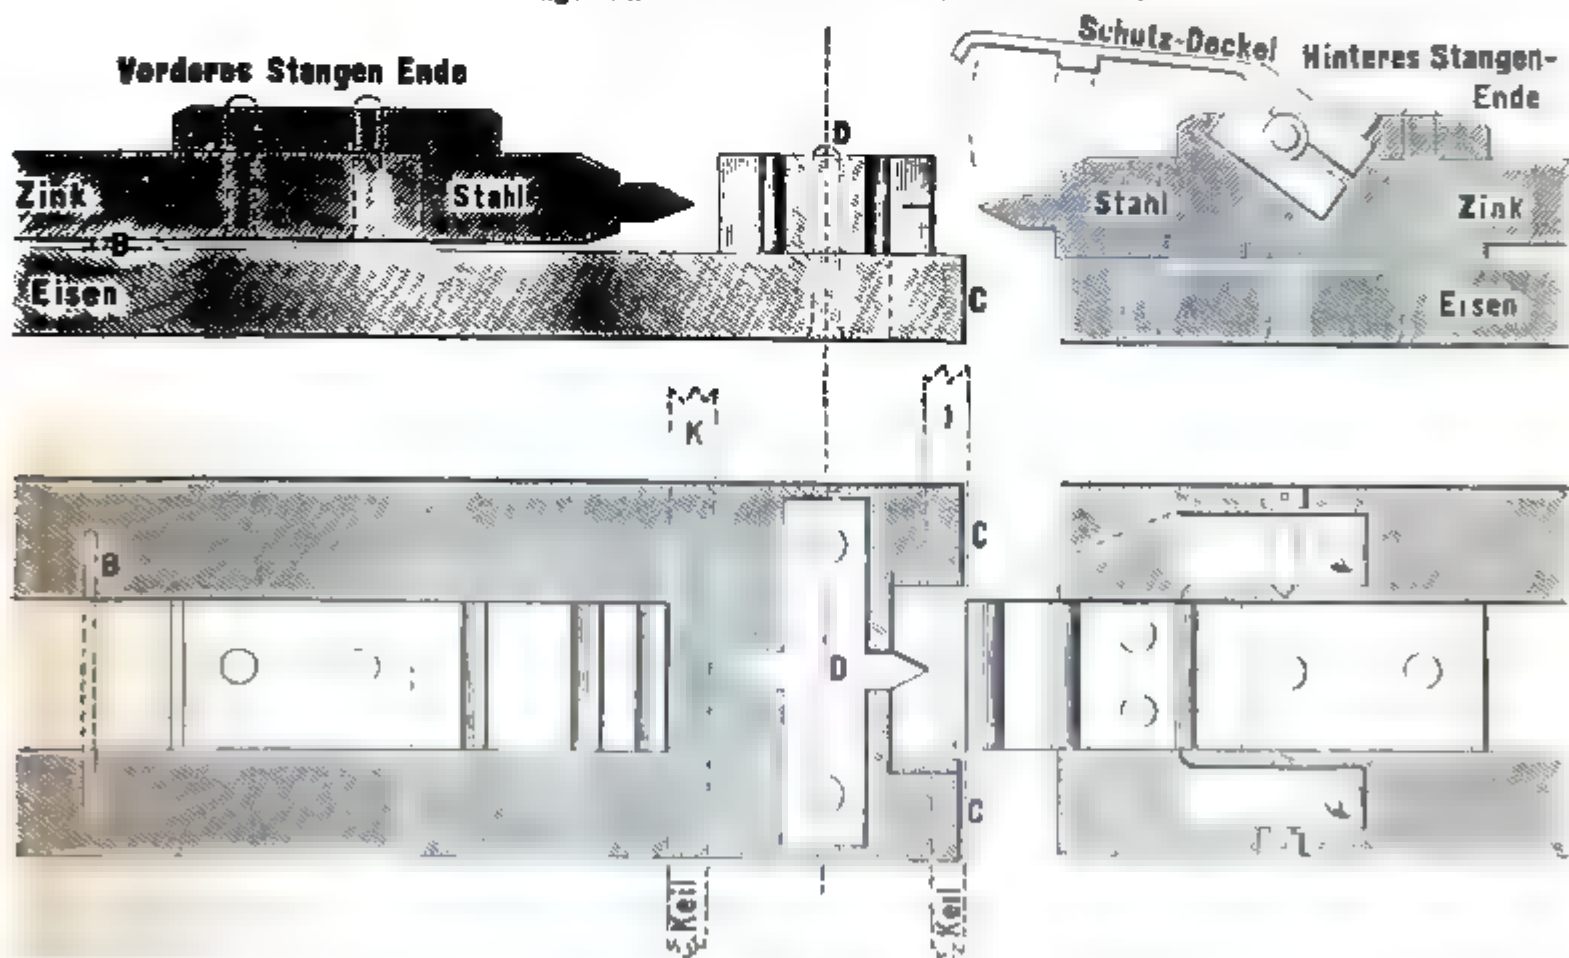 Vorderes Stangen Ende
Schutz-Deckel
Hinteres Stangen-
Ende
D
Zink
Stahl
Stahl
Zink
B
Eisen
C
Eisen
K
B
C
D
C
Keil
Keil